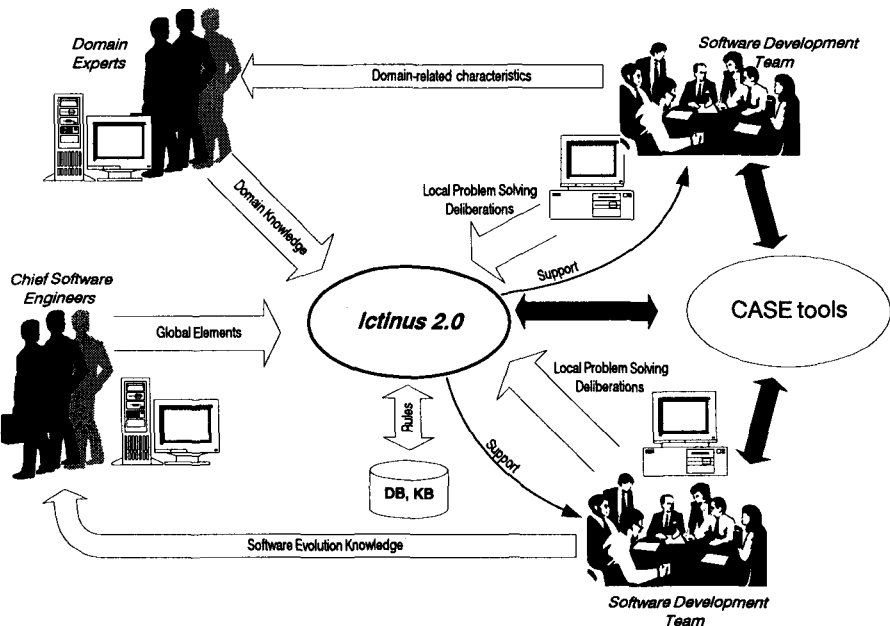 Domain
Experts
Software Development
Team
Domain-related characteristics
Local Problem Solving
Deliberations
Domain Knowledge
Support
Chief Software
Engineers
Global Elements
Ictinus 2.0
CASE tools
Local Problem Solving
Deliberations
Rules
Support
DB, KB
Software Evolution Knowledge
Software Development
Team